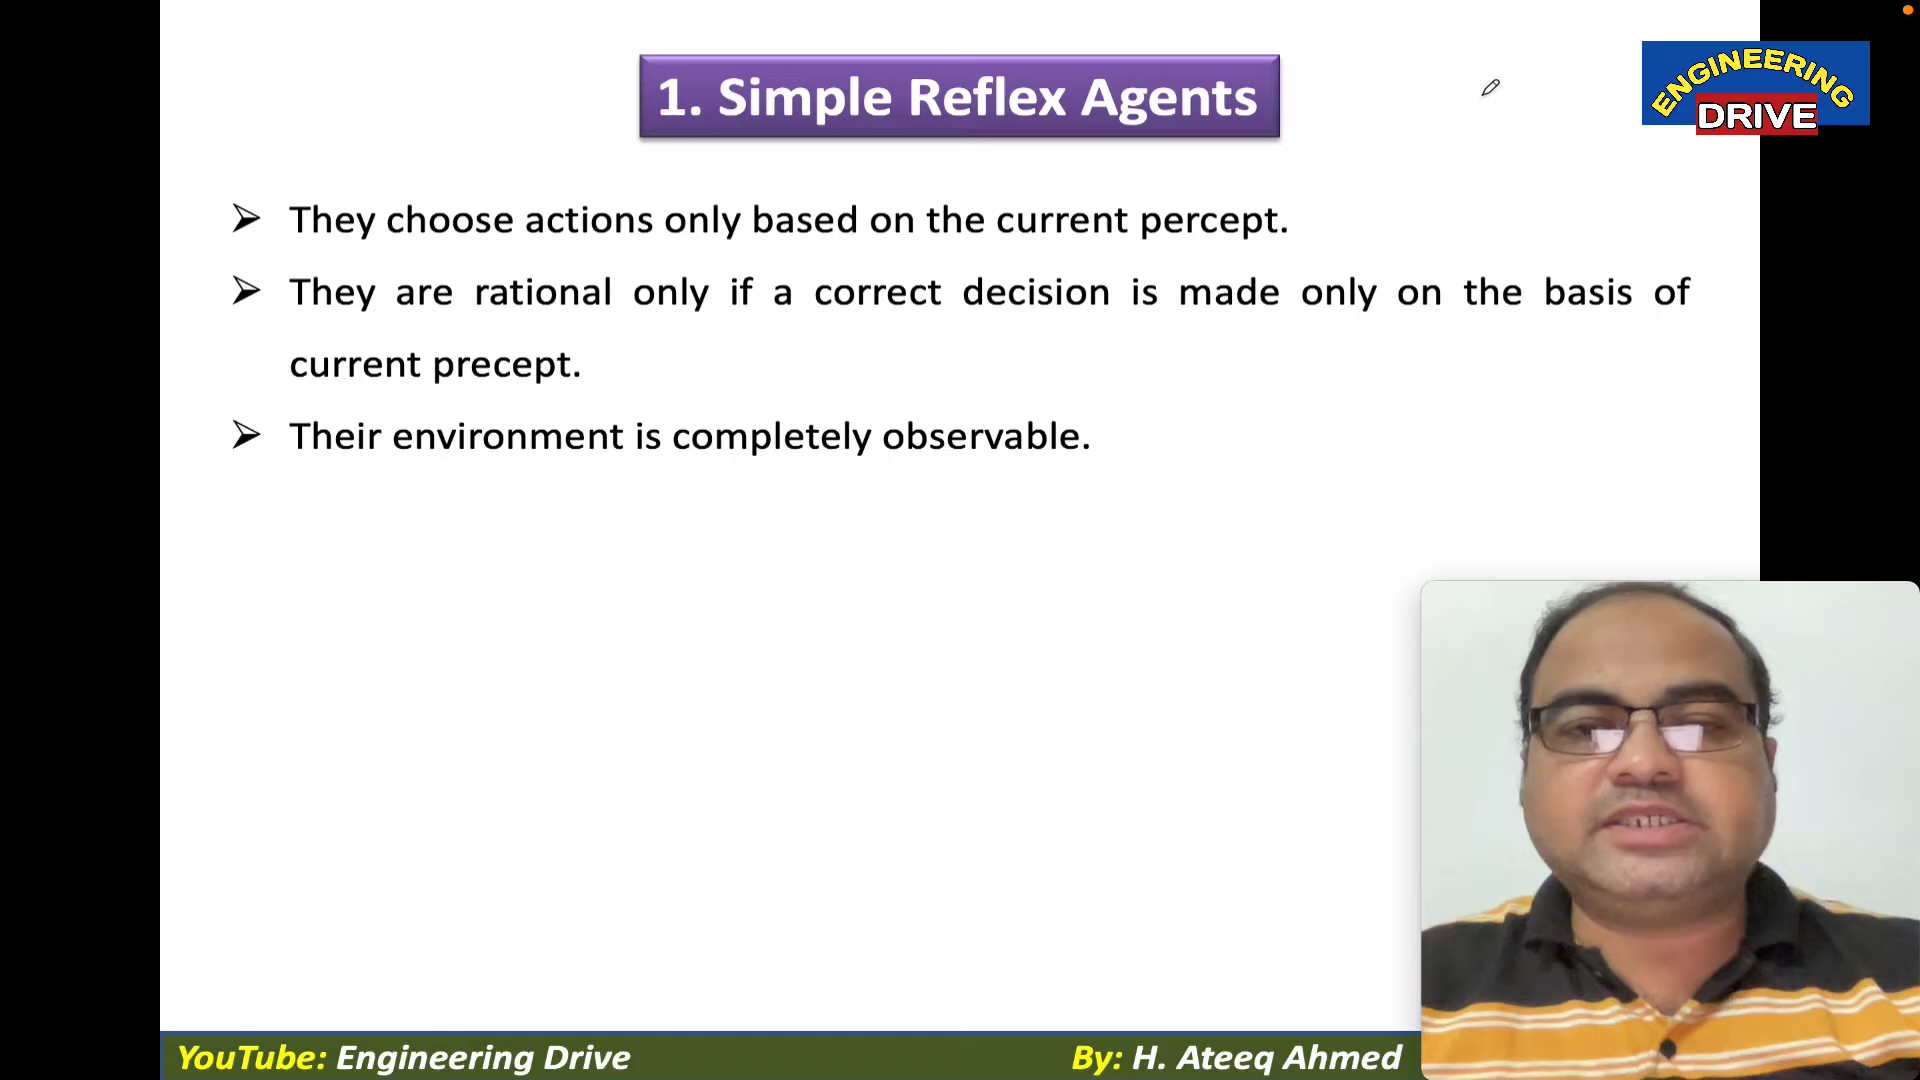 ENGINEERING
DRIVE
1. Simple Reflex Agents
➢ They choose actions only based on the current percept.
➢ They are rational only if a correct decision is made only on the basis of
current precept.
➢ Their environment is completely observable.
YouTube: Engineering Drive
By: H. Ateeq Ahmed